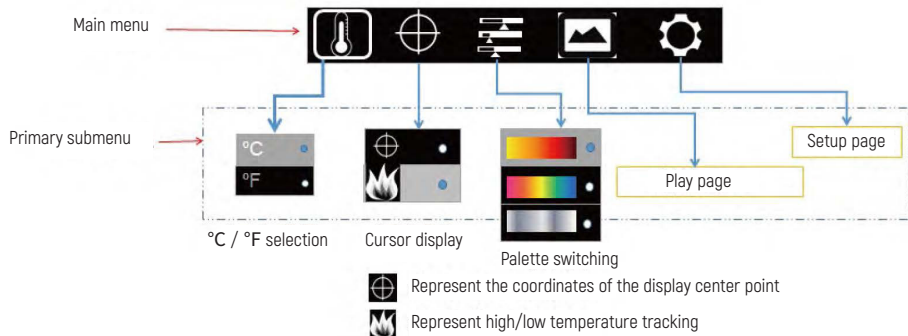 Main menu
Primary submenu
°C
°F
Setup page
Play page
°C / °F selection
Cursor display
Palette switching
Represent the coordinates of the display center point
Represent high/low temperature tracking